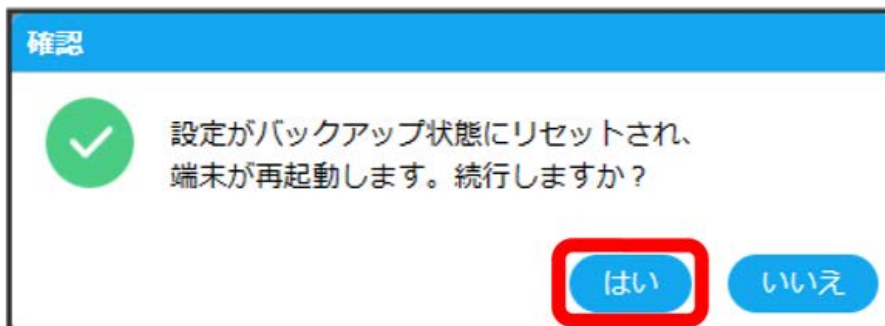 確認
設定がバックアップ状態にリセットされ、
端末が再起動します。続行しますか？
はい
いいえ